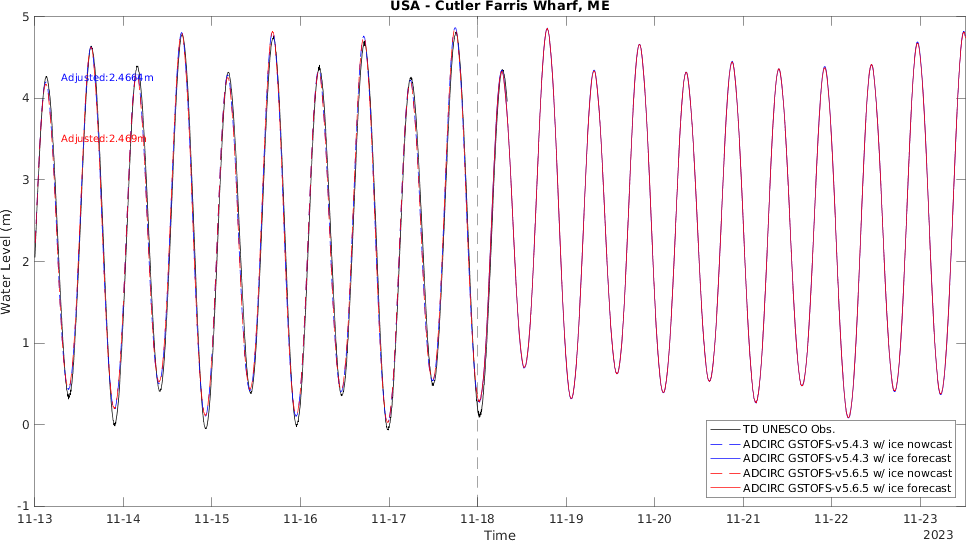 USA - Cutler Farris Wharf, ME
5
4
3
2
1
0
-1
Water Level (m)
Adjusted:2.4664m
Adjusted:2.469m
TD UNESCO Obs.
ADCIRC GSTOFS-v5.4.3 w/ ice nowcast
ADCIRC GSTOFS-v5.4.3 w/ ice forecast
ADCIRC GSTOFS-v5.6.5 w/ ice nowcast
ADCIRC GSTOFS-v5.6.5 w/ ice forecast
11-13 11-14 11-15 11-16 11-17 11-18 11-19 11-20 11-21 11-22 11-23
Time
2023